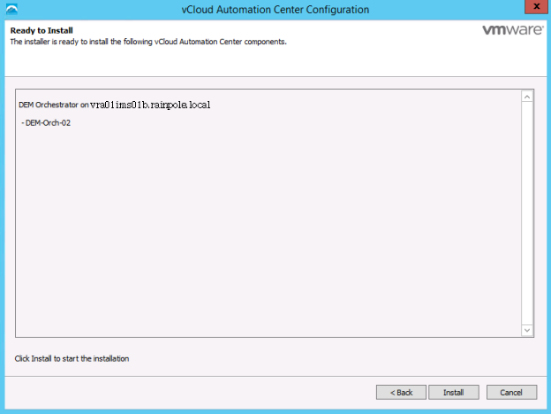 vCloud Automation Center Configuration
x
Ready to Install
The installer is ready to install the following vCloud Automation Center components.
vmware
DEM Orchestrator on vra01ims01b.rainpole.local
- DEM-Orch-02
Click Install to start the installation
< Back Install Cancel